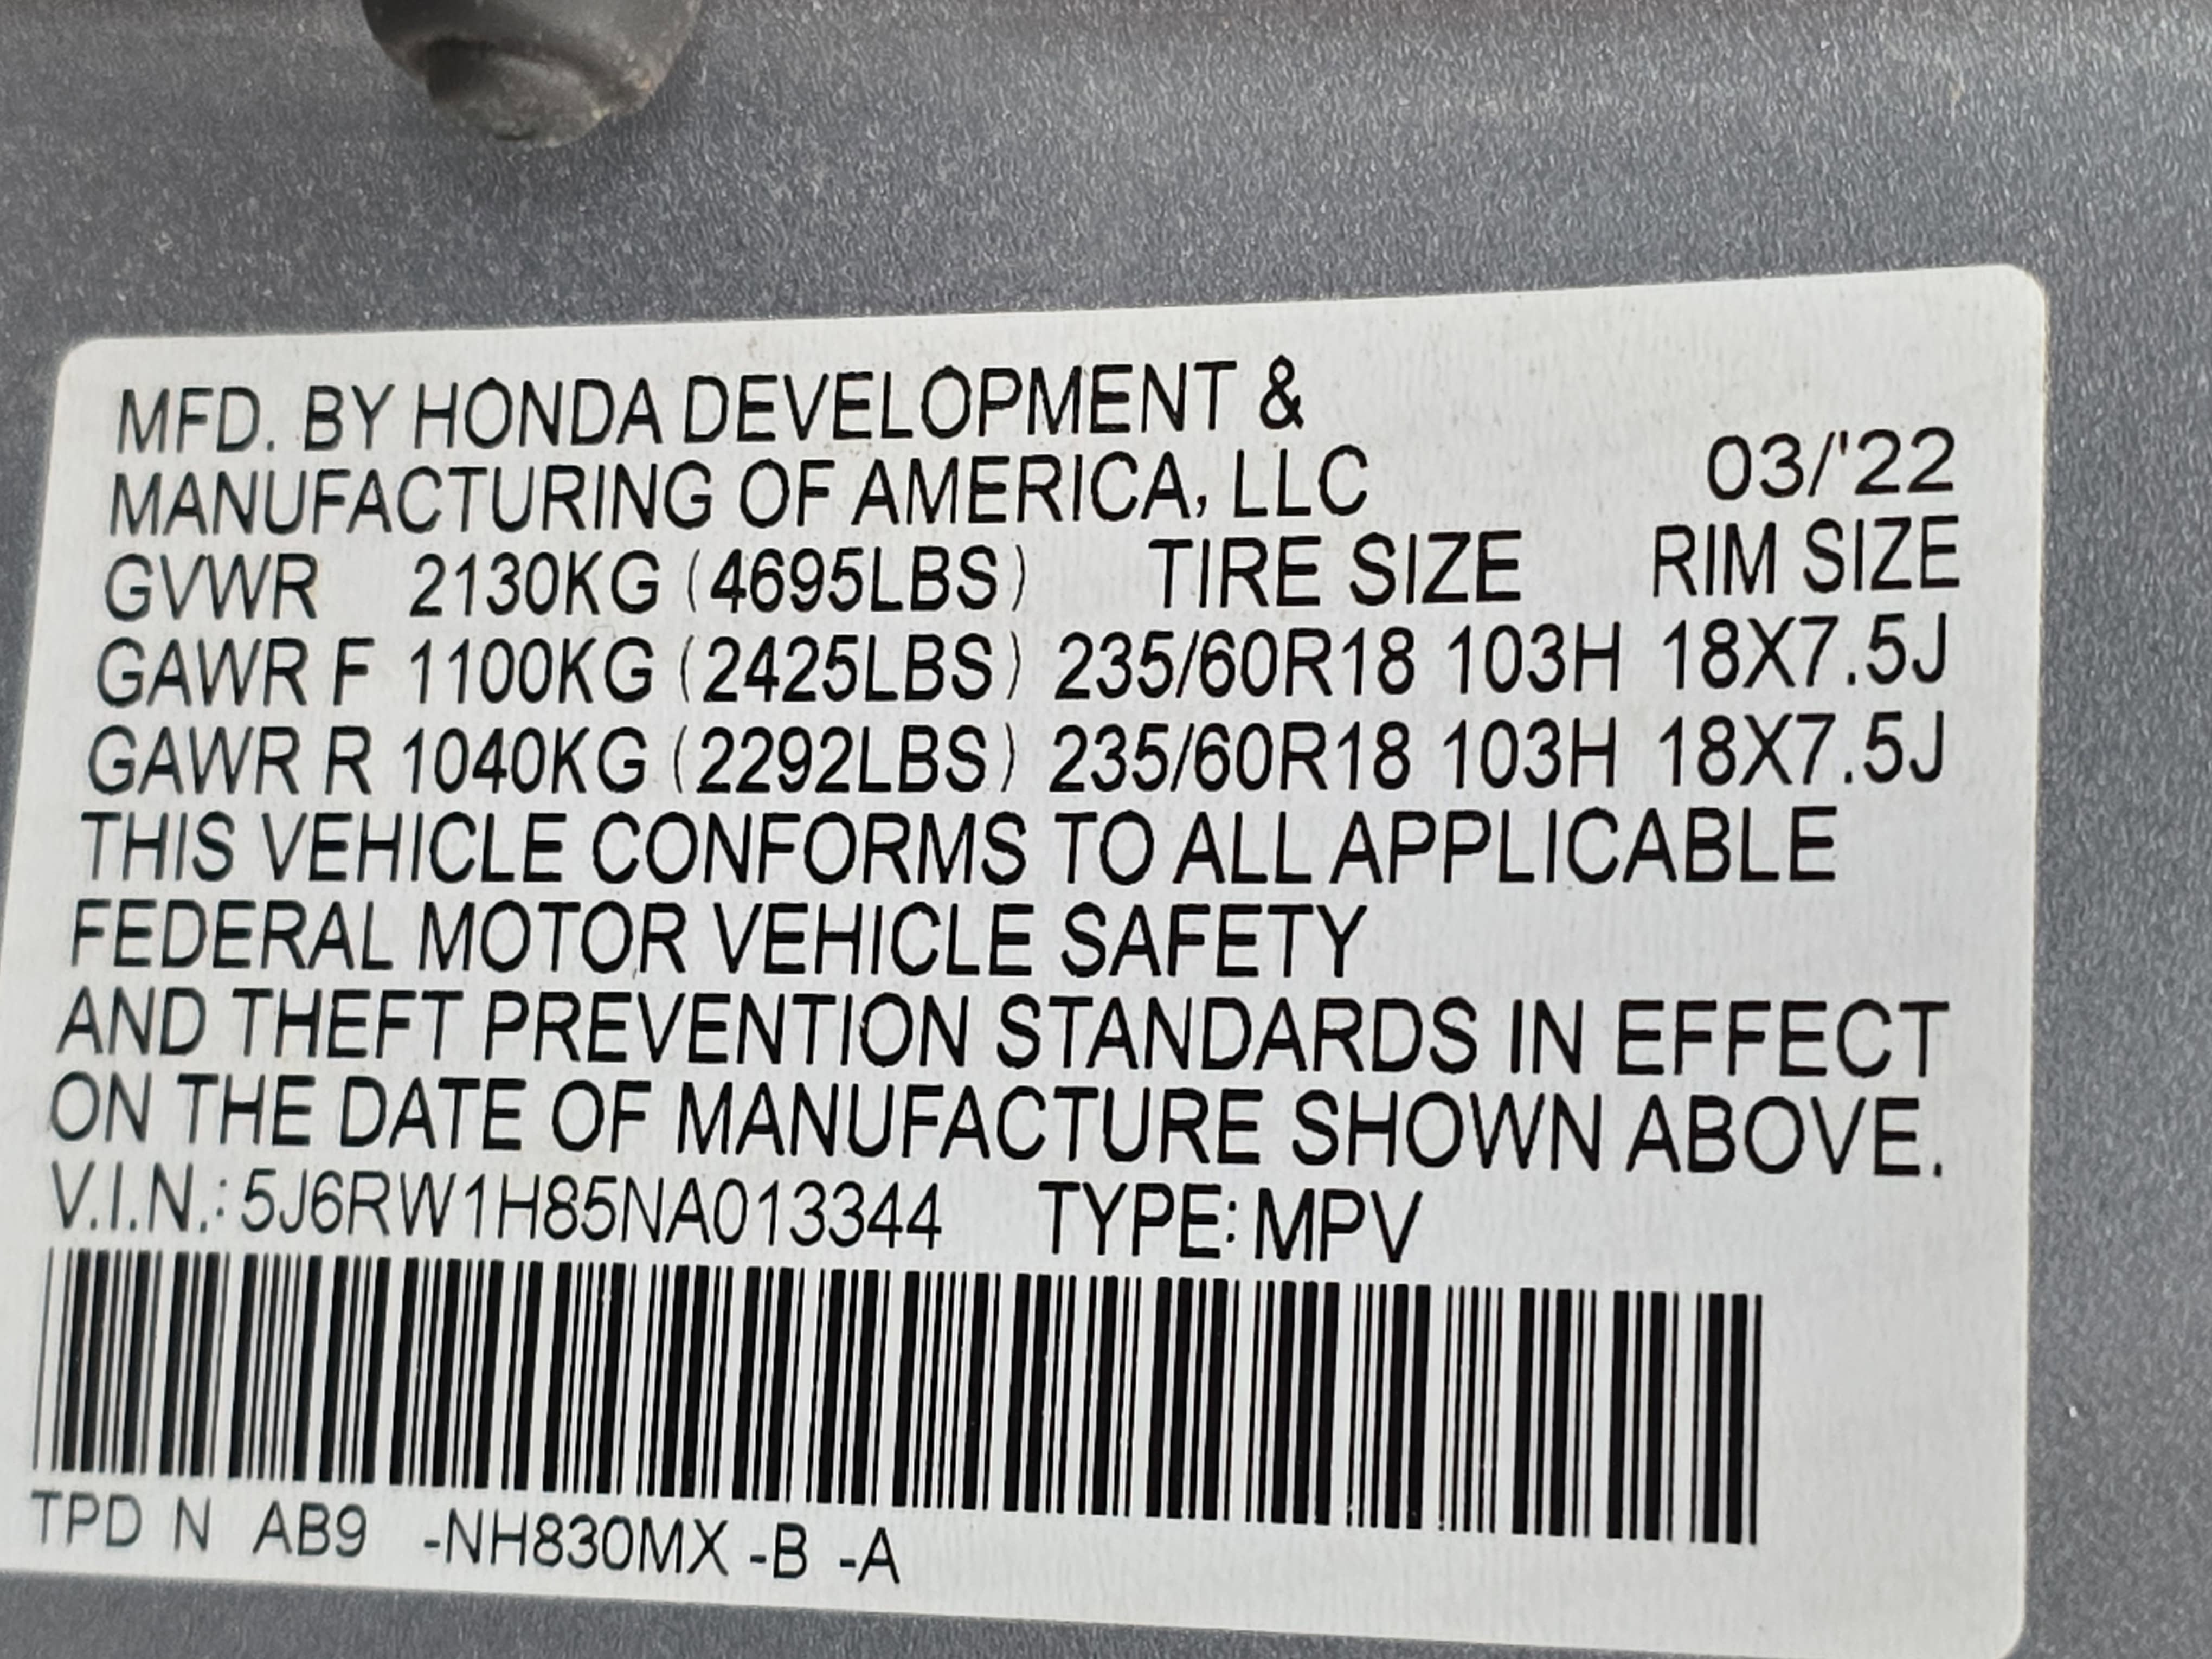 MFD. BY HONDA DEVELOPMENT &
MANUFACTURING OF AMERICA, LLC 03/'22
GVWR 2130KG (4695LBS) TIRE SIZE RIM SIZE
GAWR F 1100KG (2425LBS) 235/60R18 103H 18X7.5J
GAWR R 1040KG (2292LBS) 235/60R18 103H 18X7.5J
THIS VEHICLE CONFORMS TO ALL APPLICABLE
FEDERAL MOTOR VEHICLE SAFETY
AND THEFT PREVENTION STANDARDS IN EFFECT
ON THE DATE OF MANUFACTURE SHOWN ABOVE.
V.I.N.: 5J6RW1H85NA013344 TYPE: MPV
TPD N AB9 -NH830MX -B -A